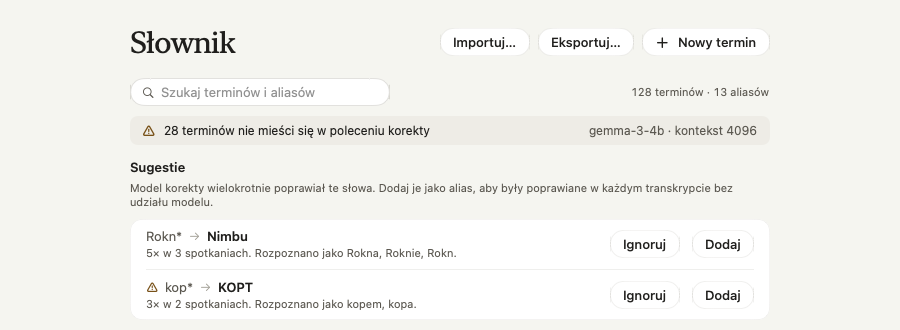 Słownik
Importuj...
Eksportuj...
+ Nowy termin
Szukaj terminów i aliasów
128 terminów · 13 aliasów
28 terminów nie mieści się w poleceniu korekty
gemma-3-4b · kontekst 4096
Sugestie
Model korekty wielokrotnie poprawiał te słowa. Dodaj je jako alias, aby były poprawiane w każdym transkrypcie bez
udziału modelu.
Rokn* → Nimbu
5× w 3 spotkaniach. Rozpoznano jako Rokna, Roknie, Rokn.
Ignoruj
Dodaj
kop* → KOPT
3× w 2 spotkaniach. Rozpoznano jako kopem, kopa.
Ignoruj
Dodaj